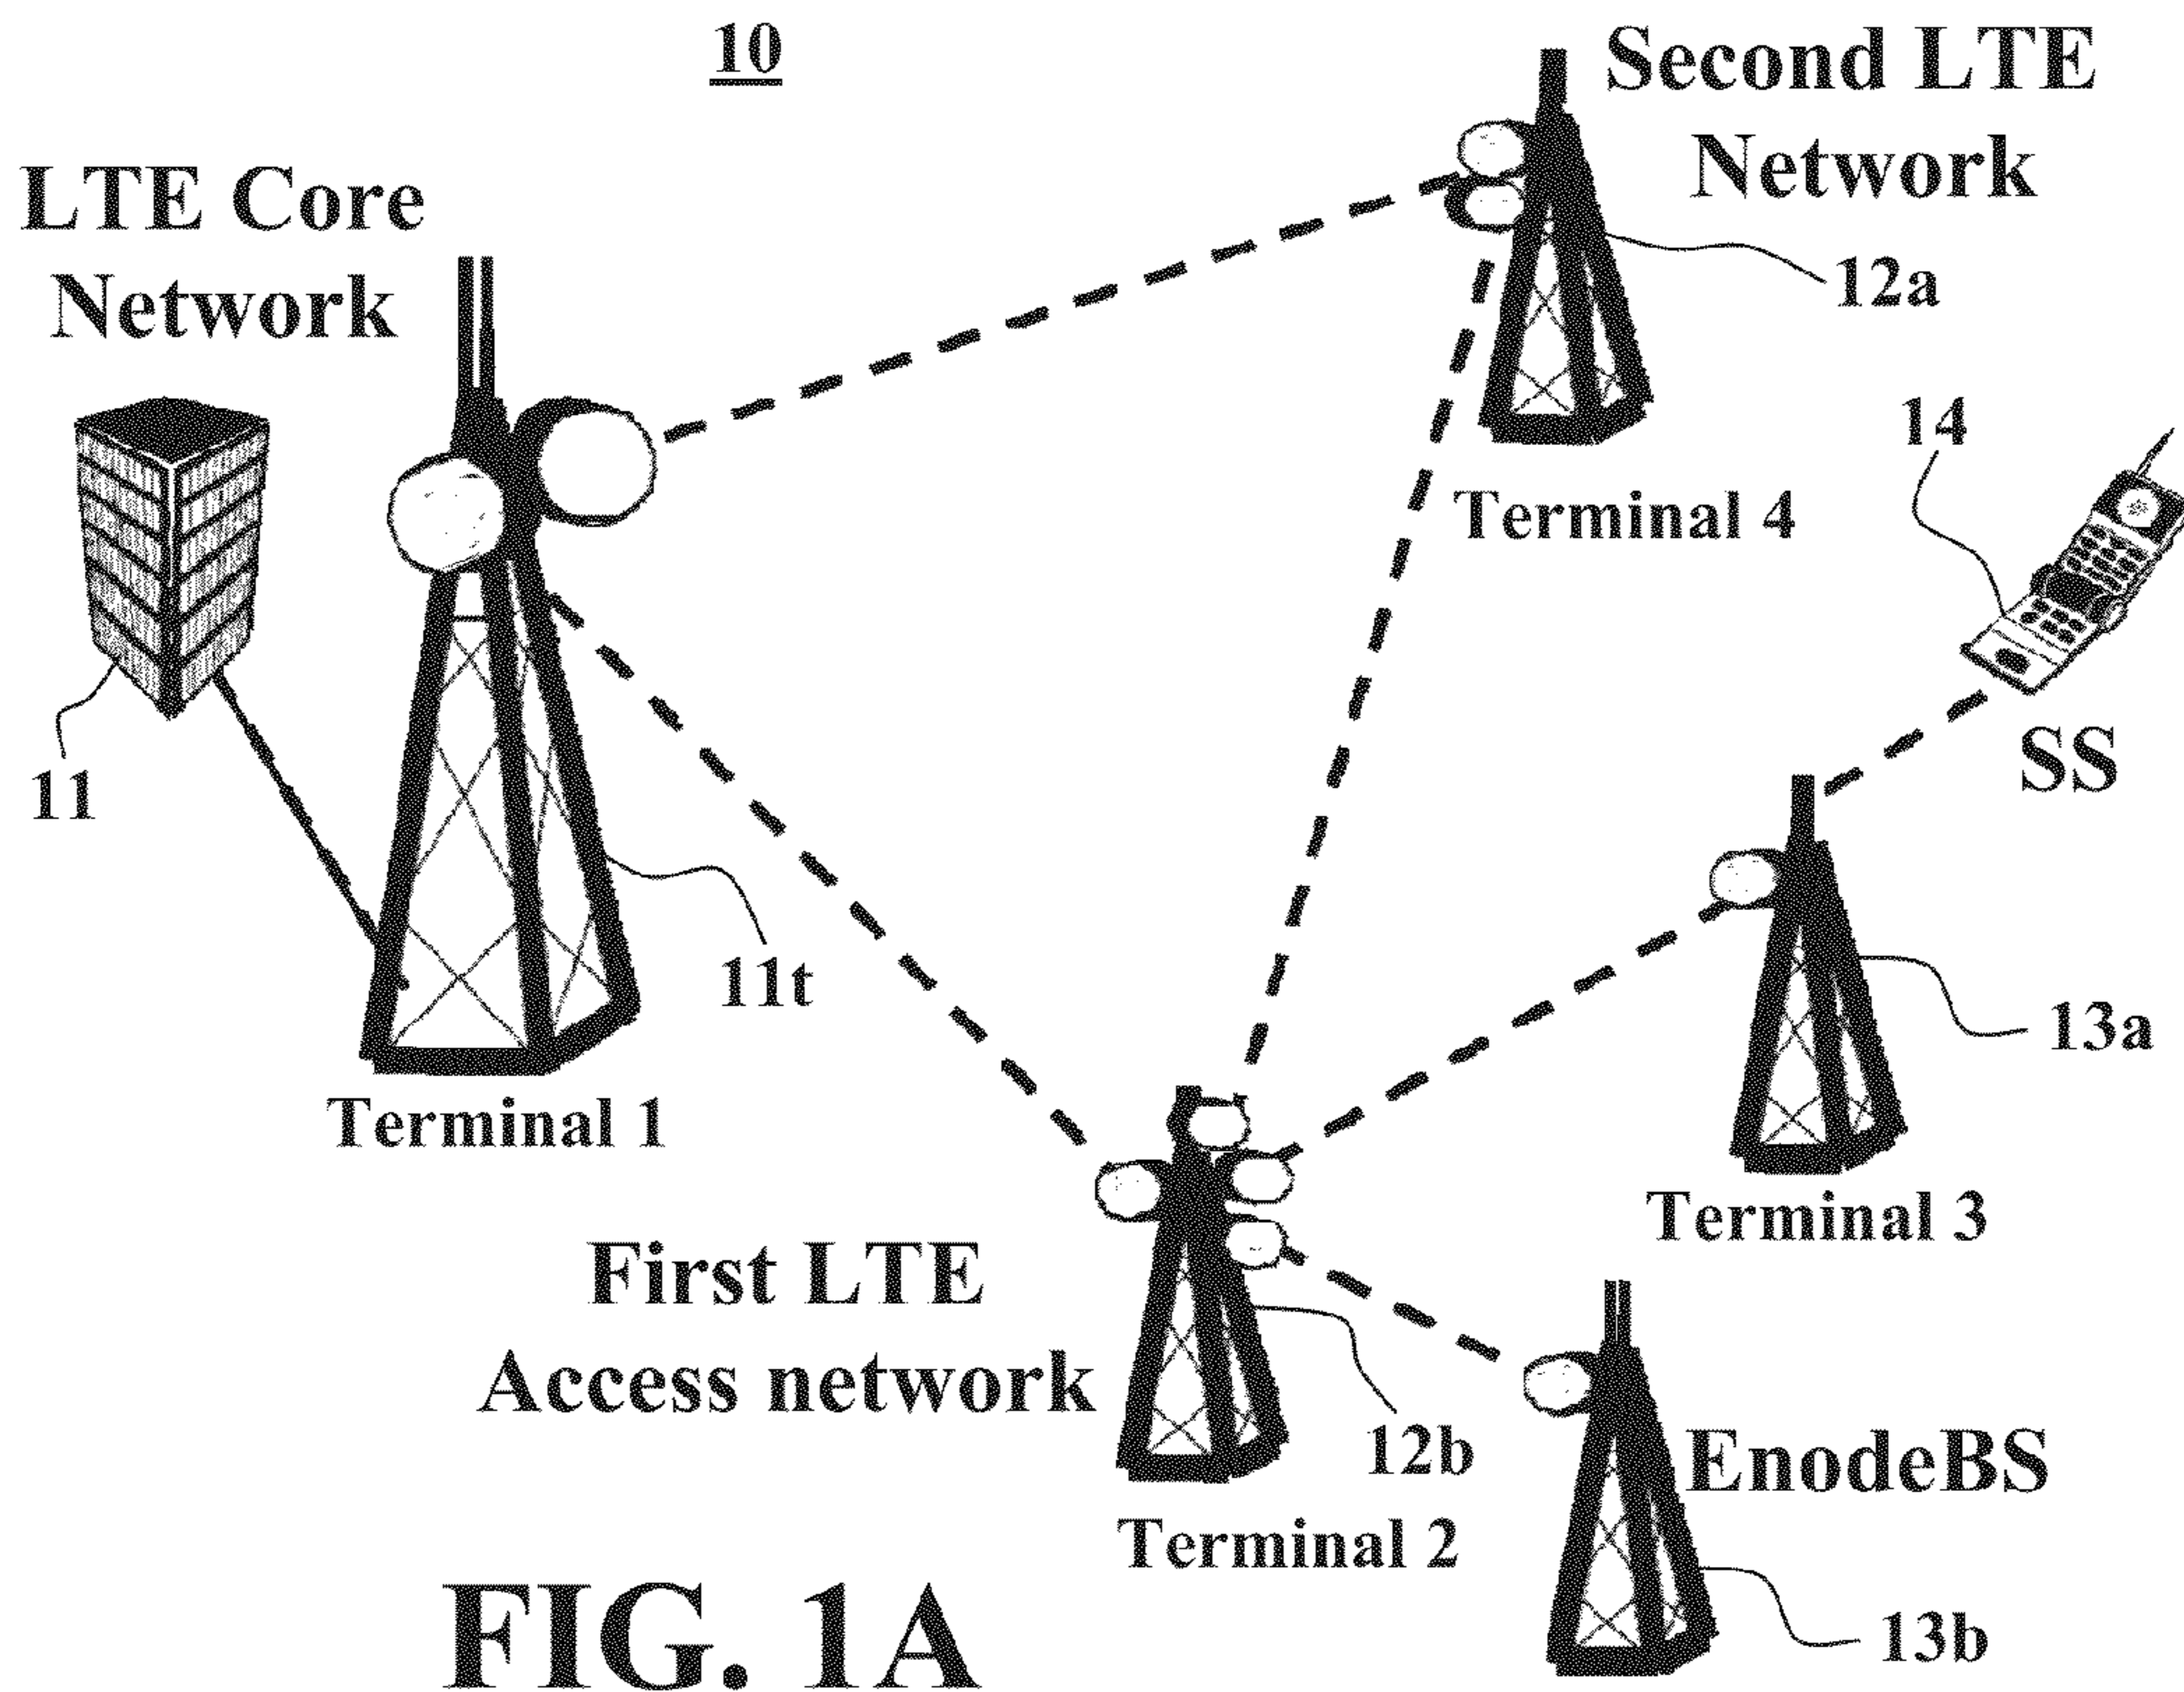 10
Second LTE
Network
LTE Core
Network
12a
14
Terminal 4
SS
11
11t
13a
Terminal 1
Terminal 3
First LTE
Access network
12b
EnodeBS
Terminal 2
13b
FIG. 1A